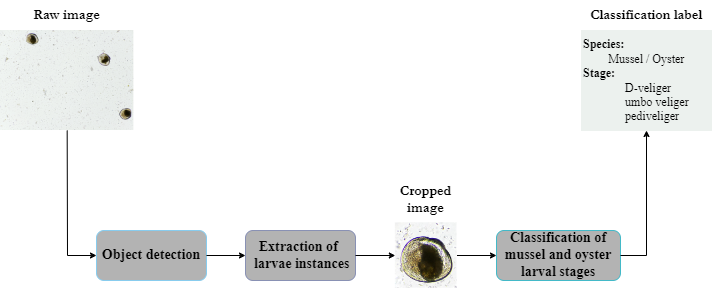 Raw image
Classification label
Species:
Mussel / Oyster
Stage:
D-veliger
umbo veliger
pediveliger
Cropped
image
Object detection
Extraction of
larvae instances
Classification of
mussel and oyster
larval stages